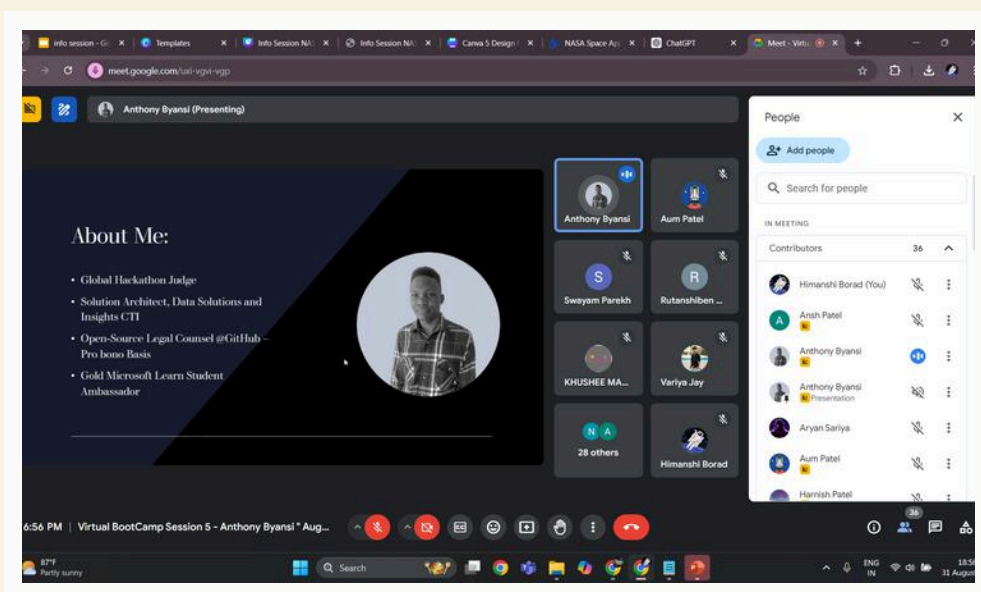 info session - G
Templates
Info Session NA
Info Session NA
Canva 5 Design
NASA Space Ap
ChatGPT
Meet - Virtu
meet.google.com/uxi-vgvi-vgp
Anthony Byansi (Presenting)
About Me:
• Global Hackathon Judge
• Solution Architect, Data Solutions and
Insights CTI
• Open-Source Legal Counsel @GitHub –
Pro bono Basis
• Gold Microsoft Learn Student
Ambassador
Anthony Byansi
Aum Patel
S
Swayam Parekh
R
Rutanshiben ...
KHUSHEE MA...
Variya Jay
N A
28 others
Himanshi Borad
People
Add people
Search for people
IN MEETING
Contributors 36
Himanshi Borad (You)
A
Ansh Patel
Anthony Byansi
Anthony Byansi
Presentation
Aryan Sariya
Aum Patel
Harnish Patel
6:56 PM | Virtual BootCamp Session 5 - Anthony Byansi " Aug...
36
87°F
Partly sunny
Search
ENG
IN
18:56
31 August